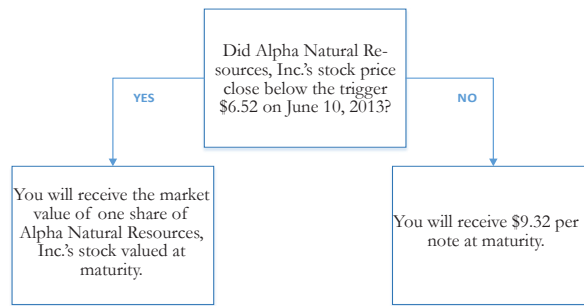 Did Alpha Natural Re-
sources, Inc.'s stock price
close below the trigger
$6.52 on June 10, 2013?
YES
NO
You will receive the market
value of one share of
Alpha Natural Resources,
Inc.'s stock valued at
maturity.
You will receive $9.32 per
note at maturity.